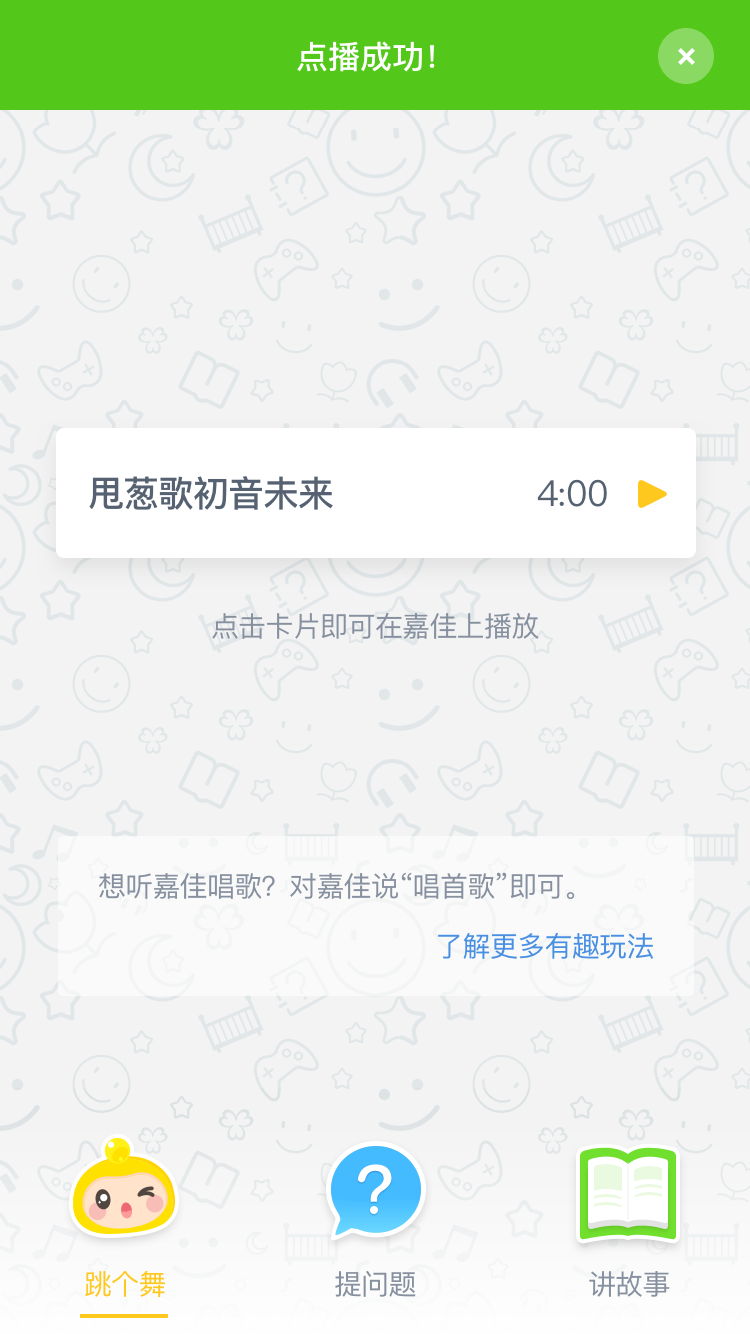 点播成功！
甩葱歌初音未来 4:00
点击卡片即可在嘉佳上播放
想听嘉佳唱歌？对嘉佳说“唱首歌”即可。
了解更多有趣玩法
跳个舞 提问题 讲故事